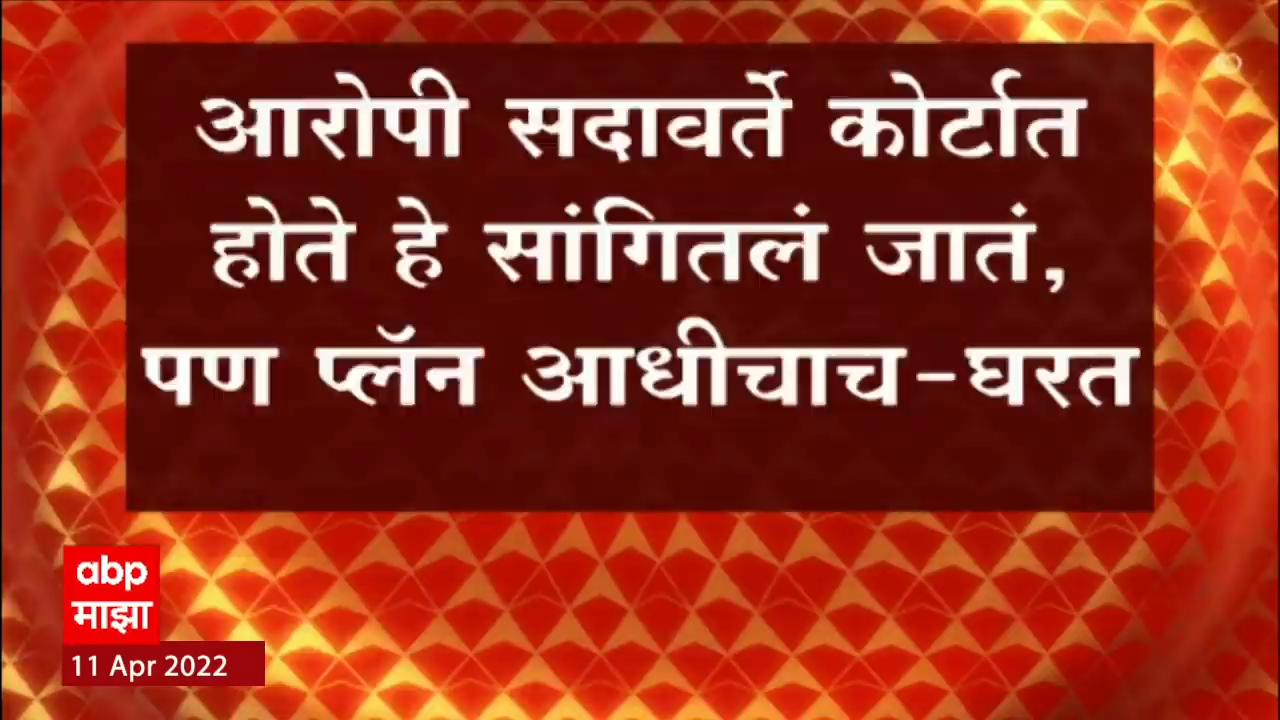 आरोपी सदावर्ते कोर्टात
होते हे सांगितलं जातं,
पण प्लॅन आधीचाच-घरत
abp
माझा
11 Apr 2022